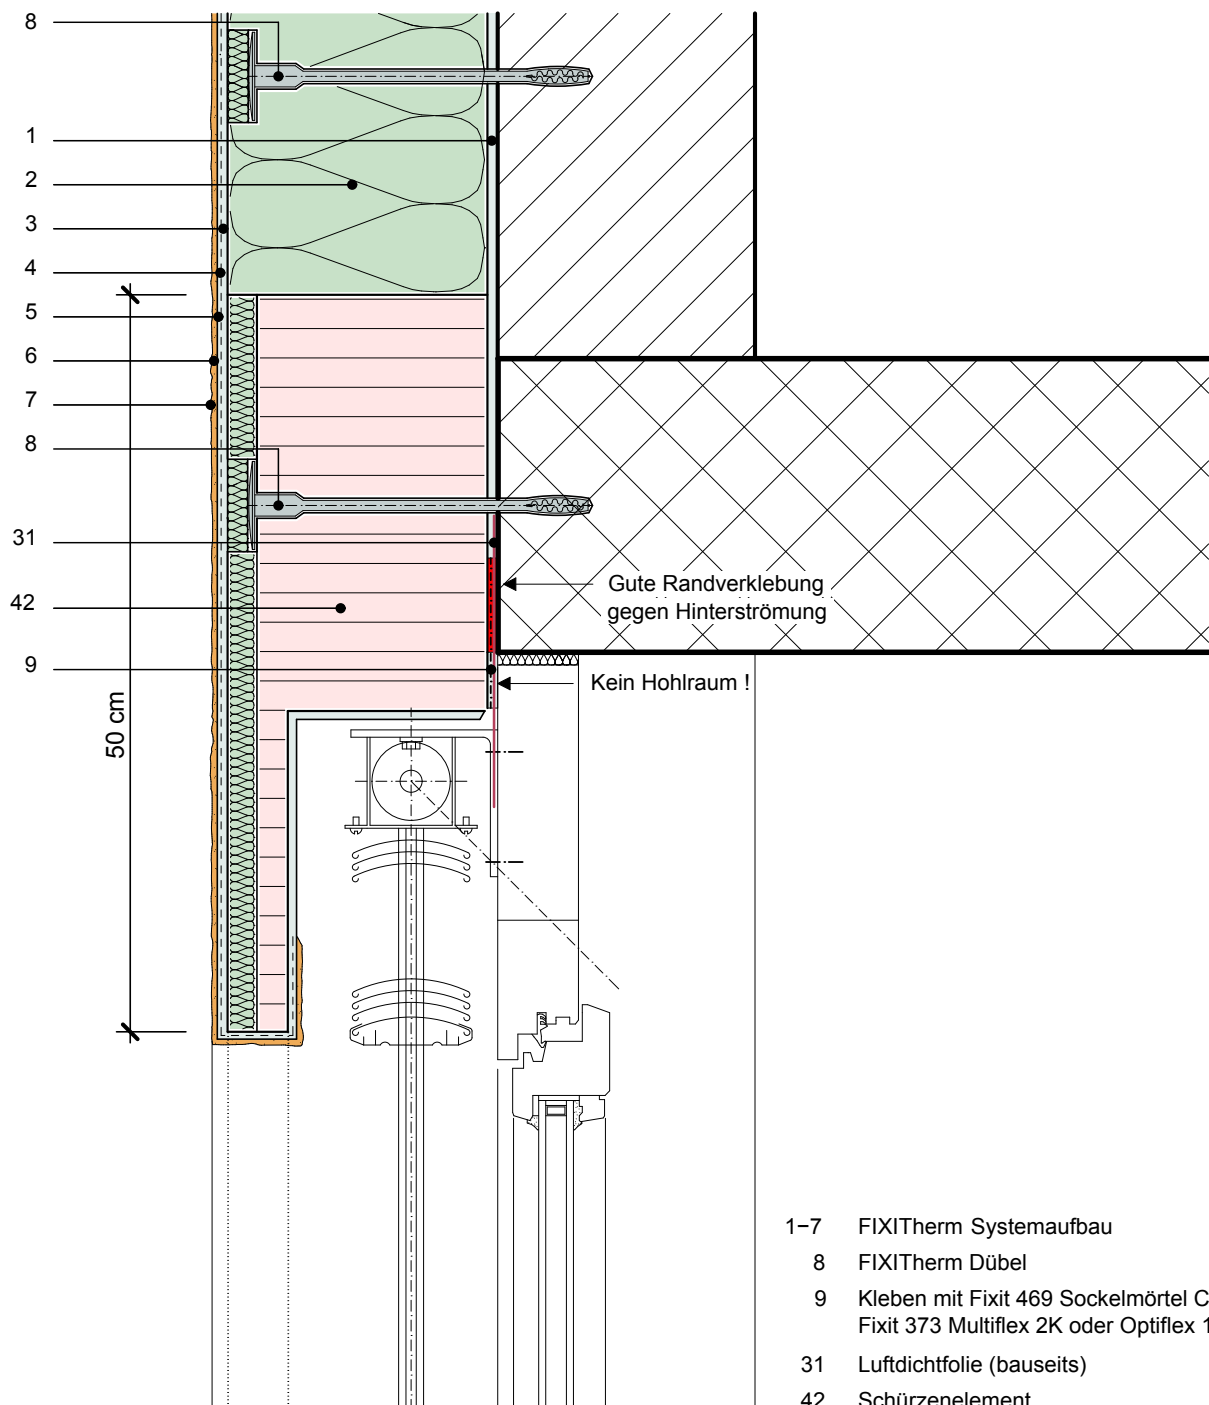 8
1
2
3
4
5
6
7
8
31
42
9
50 cm
Gute Randverklebung
gegen Hinterströmung
Kein Hohlraum !
1–7 FIXITherm Systemaufbau
8 FIXITherm Dübel
9 Kleben mit Fixit 469 Sockelmörtel C
Fixit 373 Multiflex 2K oder Optiflex 1
31 Luftdichtfolie (bauseits)
42 Schürzenelement